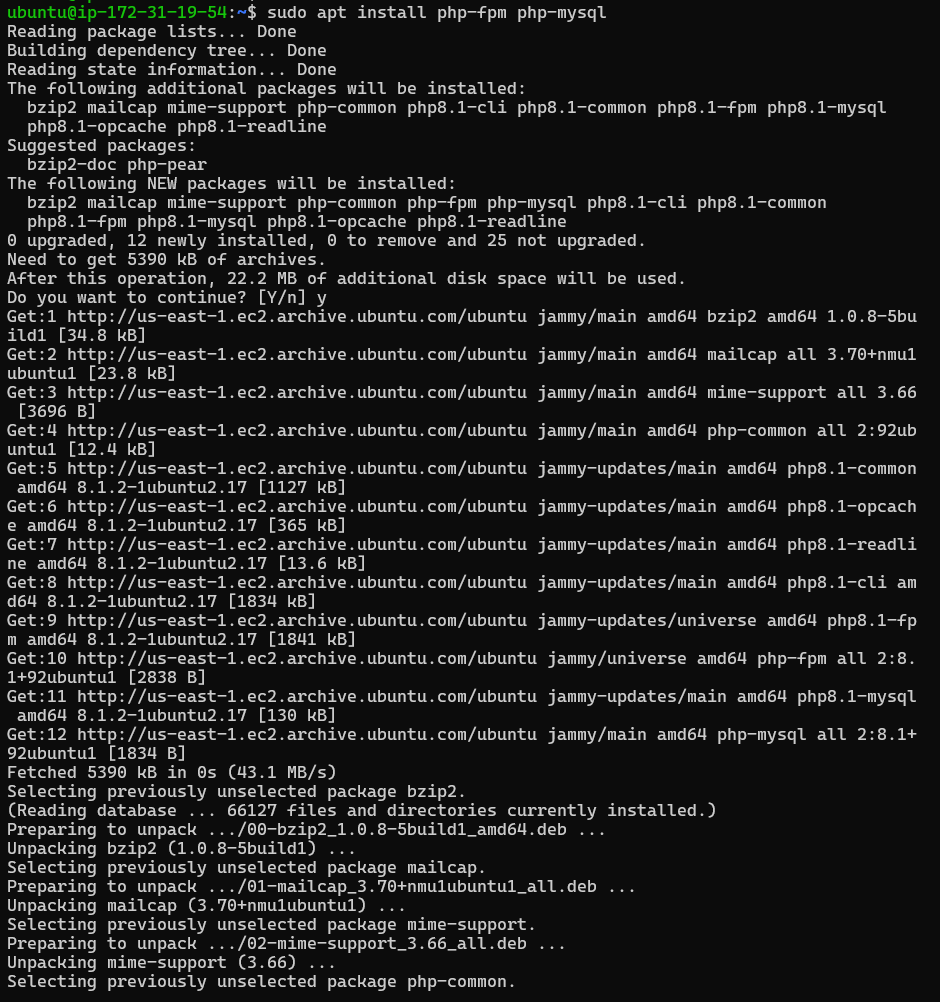 ubuntu@ip-172-31-19-54:~$ sudo apt install php-fpm php-mysql
Reading package lists... Done
Building dependency tree... Done
Reading state information... Done
The following additional packages will be installed:
  bzip2 mailcap mime-support php-common php8.1-cli php8.1-common php8.1-fpm php8.1-mysql
  php8.1-opcache php8.1-readline
Suggested packages:
  bzip2-doc php-pear
The following NEW packages will be installed:
  bzip2 mailcap mime-support php-common php-fpm php-mysql php8.1-cli php8.1-common
  php8.1-fpm php8.1-mysql php8.1-opcache php8.1-readline
0 upgraded, 12 newly installed, 0 to remove and 25 not upgraded.
Need to get 5390 kB of archives.
After this operation, 22.2 MB of additional disk space will be used.
Do you want to continue? [Y/n] y
Get:1 http://us-east-1.ec2.archive.ubuntu.com/ubuntu jammy/main amd64 bzip2 amd64 1.0.8-5bu
ild1 [34.8 kB]
Get:2 http://us-east-1.ec2.archive.ubuntu.com/ubuntu jammy/main amd64 mailcap all 3.70+nmu1
ubuntu1 [23.8 kB]
Get:3 http://us-east-1.ec2.archive.ubuntu.com/ubuntu jammy/main amd64 mime-support all 3.66
 [3696 B]
Get:4 http://us-east-1.ec2.archive.ubuntu.com/ubuntu jammy/main amd64 php-common all 2:92ub
untu1 [12.4 kB]
Get:5 http://us-east-1.ec2.archive.ubuntu.com/ubuntu jammy-updates/main amd64 php8.1-common
 amd64 8.1.2-1ubuntu2.17 [1127 kB]
Get:6 http://us-east-1.ec2.archive.ubuntu.com/ubuntu jammy-updates/main amd64 php8.1-opcach
e amd64 8.1.2-1ubuntu2.17 [365 kB]
Get:7 http://us-east-1.ec2.archive.ubuntu.com/ubuntu jammy-updates/main amd64 php8.1-readli
ne amd64 8.1.2-1ubuntu2.17 [13.6 kB]
Get:8 http://us-east-1.ec2.archive.ubuntu.com/ubuntu jammy-updates/main amd64 php8.1-cli am
d64 8.1.2-1ubuntu2.17 [1834 kB]
Get:9 http://us-east-1.ec2.archive.ubuntu.com/ubuntu jammy-updates/universe amd64 php8.1-fp
m amd64 8.1.2-1ubuntu2.17 [1841 kB]
Get:10 http://us-east-1.ec2.archive.ubuntu.com/ubuntu jammy/universe amd64 php-fpm all 2:8.
1+92ubuntu1 [2838 B]
Get:11 http://us-east-1.ec2.archive.ubuntu.com/ubuntu jammy-updates/main amd64 php8.1-mysql
 amd64 8.1.2-1ubuntu2.17 [130 kB]
Get:12 http://us-east-1.ec2.archive.ubuntu.com/ubuntu jammy/main amd64 php-mysql all 2:8.1+
92ubuntu1 [1834 B]
Fetched 5390 kB in 0s (43.1 MB/s)
Selecting previously unselected package bzip2.
(Reading database ... 66127 files and directories currently installed.)
Preparing to unpack .../00-bzip2_1.0.8-5build1_amd64.deb ...
Unpacking bzip2 (1.0.8-5build1) ...
Selecting previously unselected package mailcap.
Preparing to unpack .../01-mailcap_3.70+nmu1ubuntu1_all.deb ...
Unpacking mailcap (3.70+nmu1ubuntu1) ...
Selecting previously unselected package mime-support.
Preparing to unpack .../02-mime-support_3.66_all.deb ...
Unpacking mime-support (3.66) ...
Selecting previously unselected package php-common.